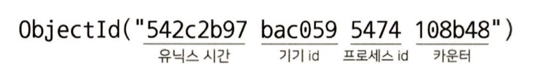 ObjectId("542c2b97 bac059 5474 108b48")
유닉스 시간 기기 id 프로세스 id 카운터